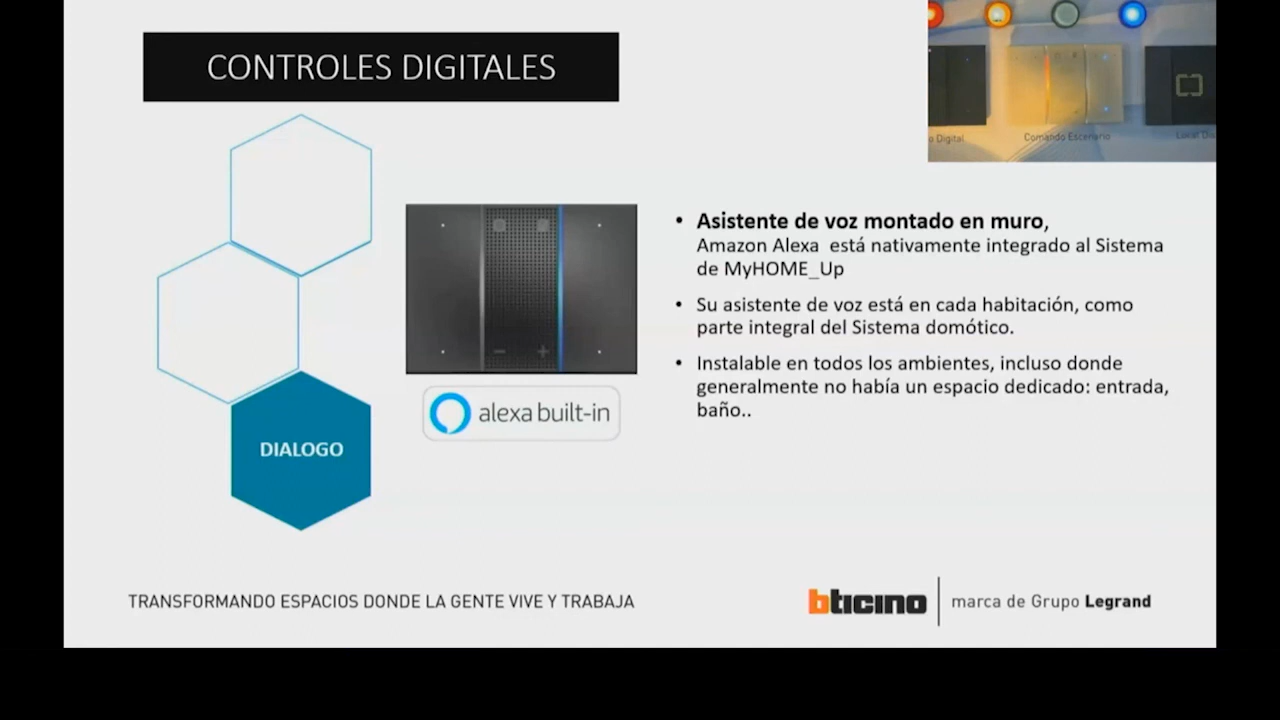 CONTROLES DIGITALES
o Digital
Comando Escenario
Local
• Asistente de voz montado en muro,
Amazon Alexa está nativamente integrado al Sistema
de MyHOME_Up
• Su asistente de voz está en cada habitación, como
parte integral del Sistema domótico.
• Instalable en todos los ambientes, incluso donde
generalmente no había un espacio dedicado: entrada,
baño..
alexa built-in
DIALOGO
TRANSFORMANDO ESPACIOS DONDE LA GENTE VIVE Y TRABAJA
bticino
marca de Grupo Legrand